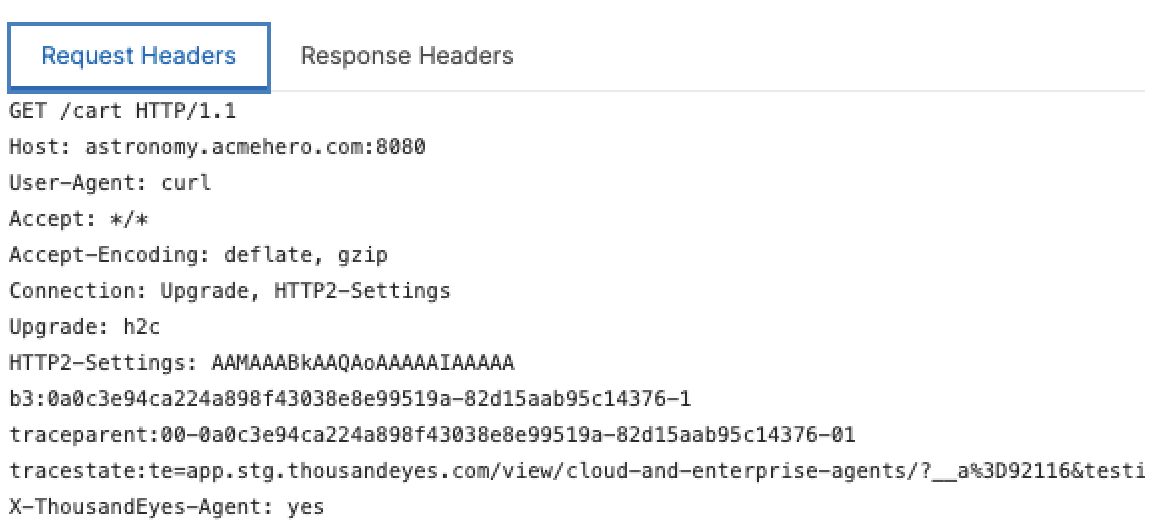 Request Headers Response Headers
GET /cart HTTP/1.1
Host: astronomy.acmehero.com:8080
User-Agent: curl
Accept: */*
Accept-Encoding: deflate, gzip
Connection: Upgrade, HTTP2-Settings
Upgrade: h2c
HTTP2-Settings: AAMAAABkAAQAoAAAAAIAAAAA
b3:0a0c3e94ca224a898f43038e8e99519a-82d15aab95c14376-1
traceparent:00-0a0c3e94ca224a898f43038e8e99519a-82d15aab95c14376-01
tracestate:te=app.stg.thousandeyes.com/view/cloud-and-enterprise-agents/?__a%3D92116&testi
X-ThousandEyes-Agent: yes